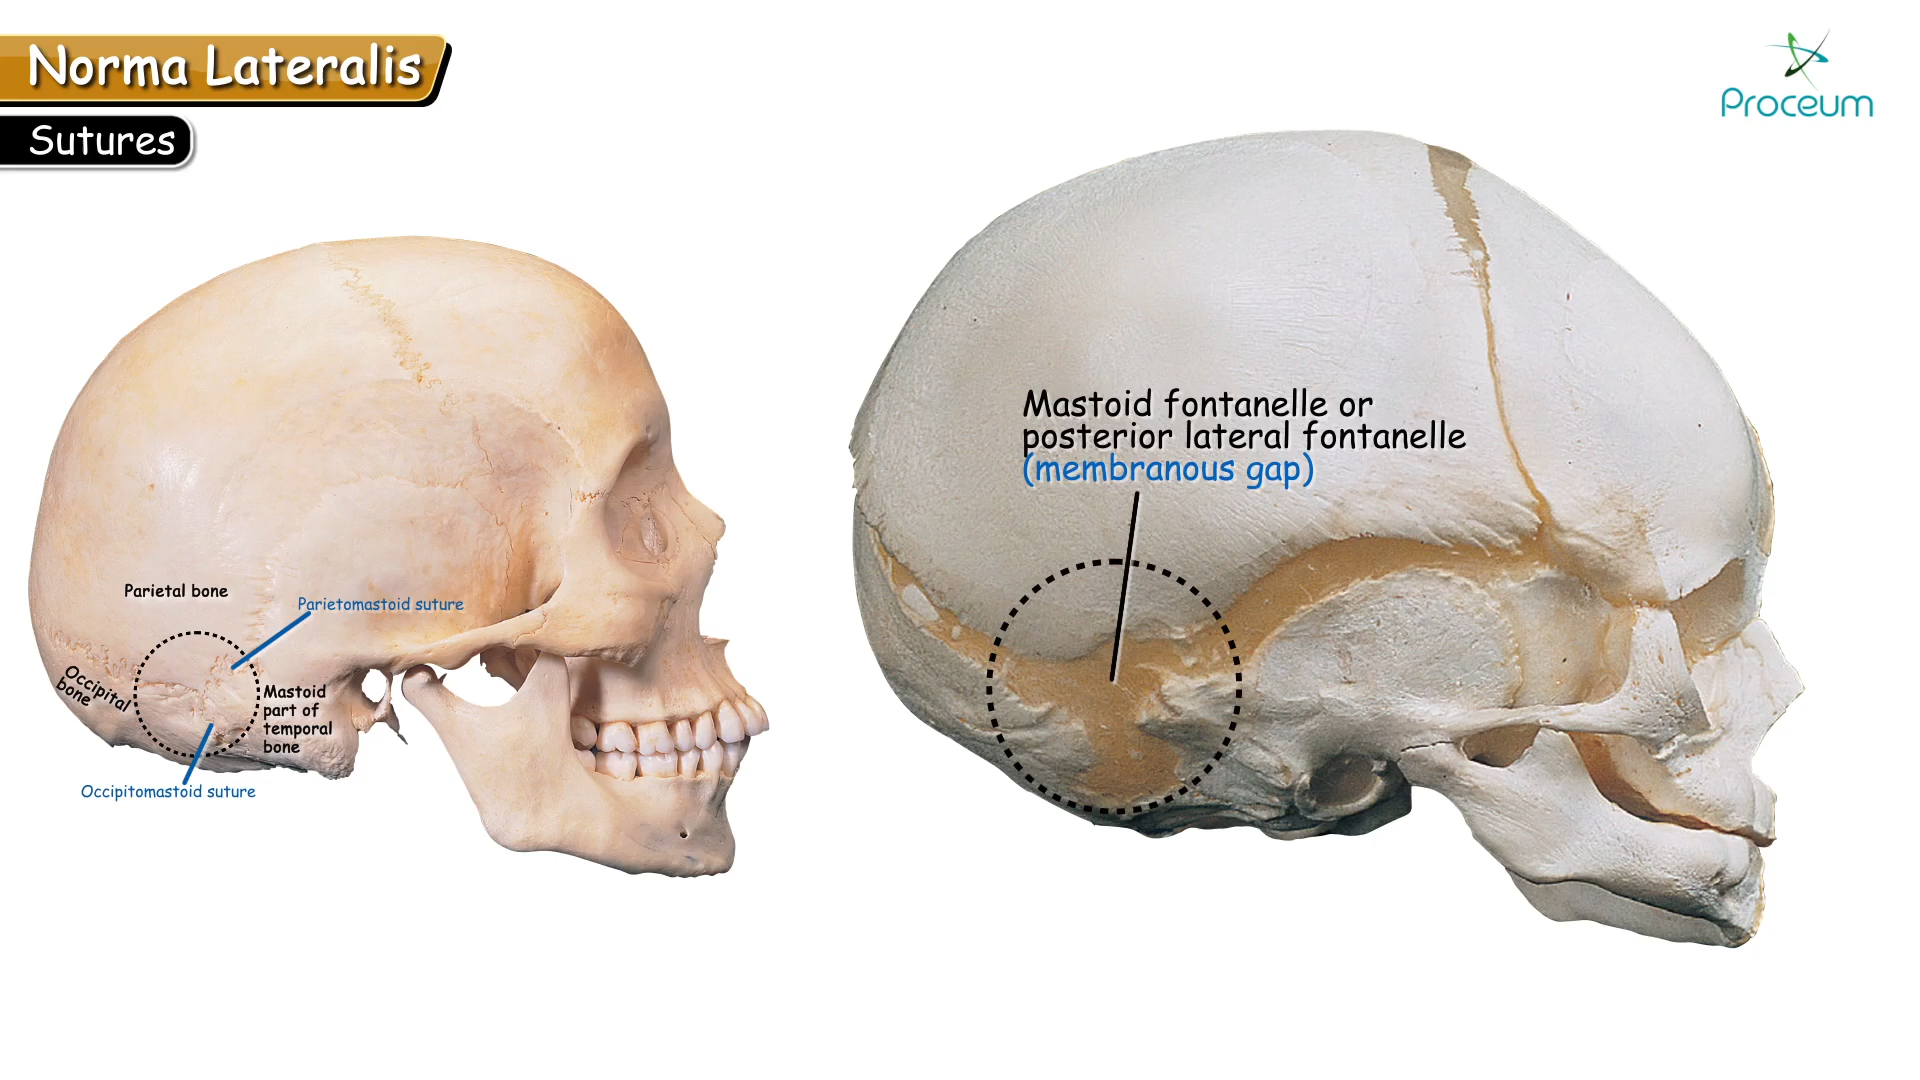 Norma Lateralis
Sutures
Proceum
Mastoid fontanelle or
posterior lateral fontanelle
(membranous gap)
Parietal bone
Parietomastoid suture
Occipital
bone
Mastoid
part of
temporal
bone
Occipitomastoid suture